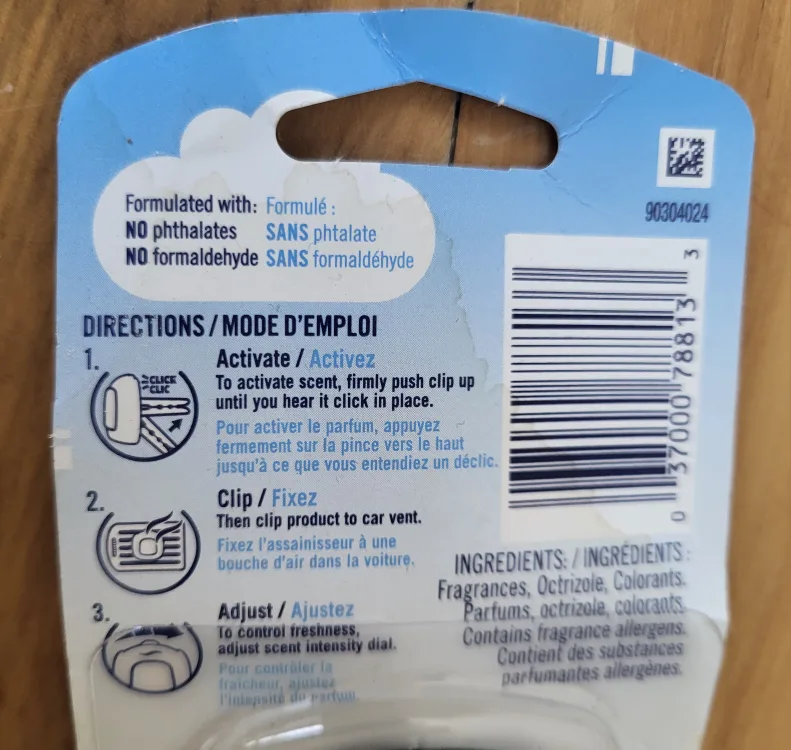 Formulated with:
NO phthalates
NO formaldehyde
Formulé :
SANS phtalate
SANS formaldéhyde
90304024
0 37000 78813 3
DIRECTIONS / MODE D'EMPLOI
1.
CLICK
CLIC
Activate / Activez
To activate scent, firmly push clip up
until you hear it click in place.
Pour activer le parfum, appuyez
fermement sur la pince vers le haut
jusqu'à ce que vous entendiez un déclic.
2.
Clip / Fixez
Then clip product to car vent.
Fixez l'assainisseur à une
bouche d'air dans la voiture.
3.
Adjust / Ajustez
To control freshness,
adjust scent intensity dial.
Pour contrôler la
fraîcheur, ajustez
l'intensité du parfum.
INGREDIENTS: / INGRÉDIENTS :
Fragrances, Octrizole, Colorants.
Parfums, octrizole, colorants.
Contains fragrance allergens.
Contient des substances
parfumantes allergènes.